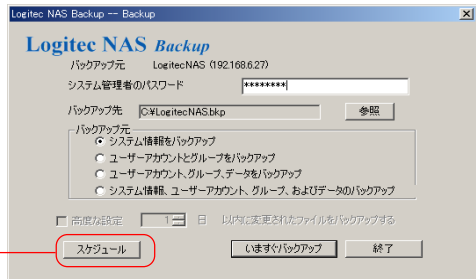 Logitec NAS Backup -- Backup
Logitec NAS Backup
バックアップ元 LogitecNAS (192.168.6.27)
システム管理者のパスワード ********
バックアップ先 C:¥LogitecNAS.bkp 参照
バックアップ元
システム情報をバックアップ
ユーザーアカウントとグループをバックアップ
ユーザーアカウント、グループ、データをバックアップ
システム情報、ユーザーアカウント、グループ、およびデータのバックアップ
高度な設定 1 日 以内に変更されたファイルをバックアップする
スケジュール いますぐバックアップ 終了